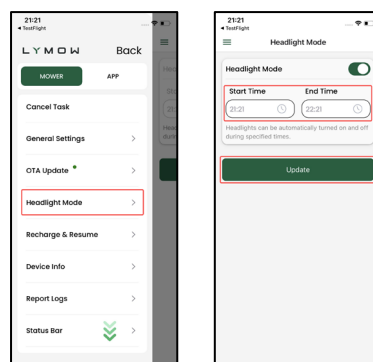 21:21
◀ TestFlight
LYMOW
Back
MOWER
APP
Cancel Task
General Settings
OTA Update
Headlight Mode
Recharge & Resume
Device Info
Report Logs
Status Bar
21:21
◀ TestFlight
Headlight Mode
Headlight Mode
Start Time End Time
21:21 22:21
Headlights can be automatically turned on and off
during specified times.
Update